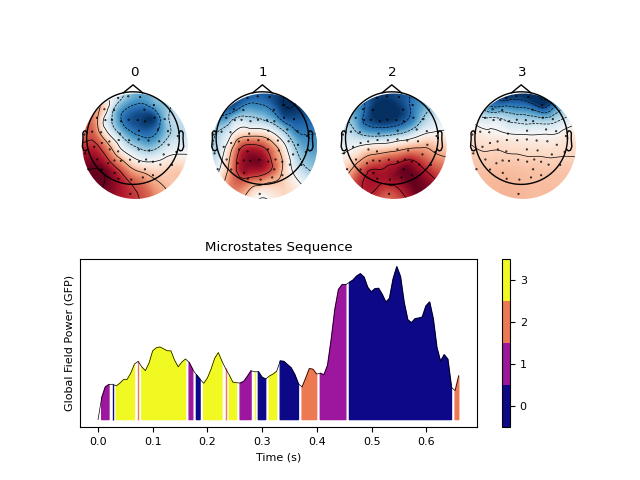 0 1 2 3
Microstates Sequence
Global Field Power (GFP)
3
2
1
0
0.0 0.1 0.2 0.3 0.4 0.5 0.6
Time (s)